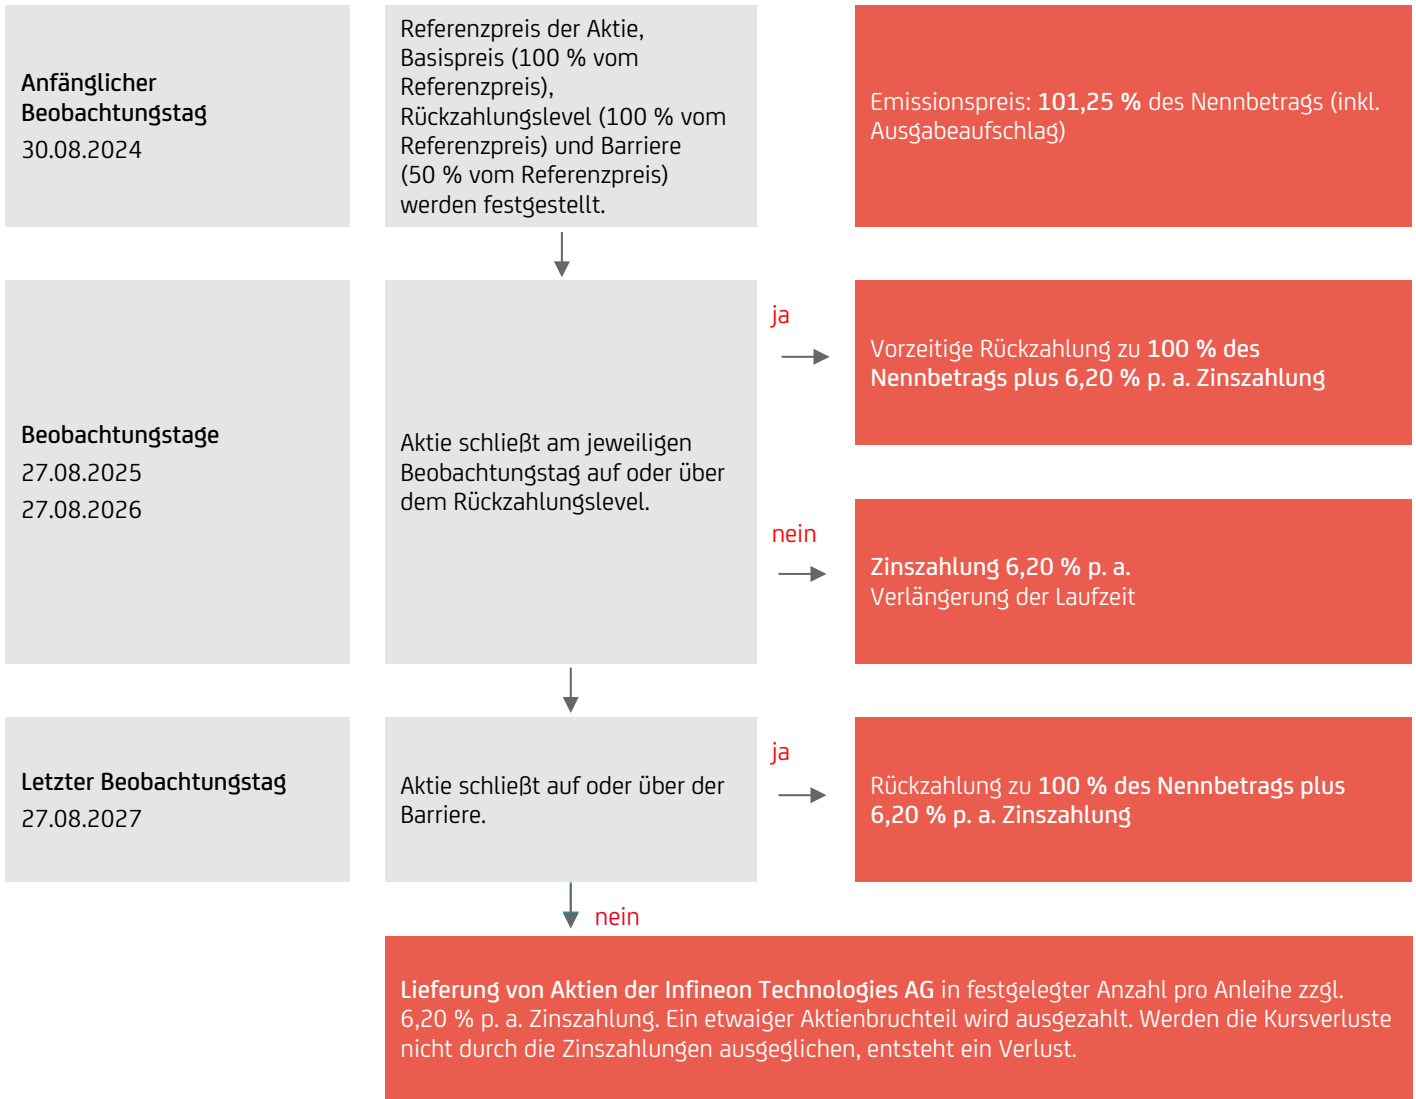 Anfänglicher
Beobachtungstag
30.08.2024
Referenzpreis der Aktie,
Basispreis (100 % vom
Referenzpreis),
Rückzahlungslevel (100 % vom
Referenzpreis) und Barriere
(50 % vom Referenzpreis)
werden festgestellt.
Emissionspreis: 101,25 % des Nennbetrags (inkl.
Ausgabeaufschlag)
Beobachtungstage
27.08.2025
27.08.2026
Aktie schließt am jeweiligen
Beobachtungstag auf oder über
dem Rückzahlungslevel.
ja
Vorzeitige Rückzahlung zu 100 % des
Nennbetrags plus 6,20 % p. a. Zinszahlung
nein
Zinszahlung 6,20 % p. a.
Verlängerung der Laufzeit
Letzter Beobachtungstag
27.08.2027
Aktie schließt auf oder über der
Barriere.
ja
Rückzahlung zu 100 % des Nennbetrags plus
6,20 % p. a. Zinszahlung
nein
Lieferung von Aktien der Infineon Technologies AG in festgelegter Anzahl pro Anleihe zzgl.
6,20 % p. a. Zinszahlung. Ein etwaiger Aktienbruchteil wird ausgezahlt. Werden die Kursverluste
nicht durch die Zinszahlungen ausgeglichen, entsteht ein Verlust.